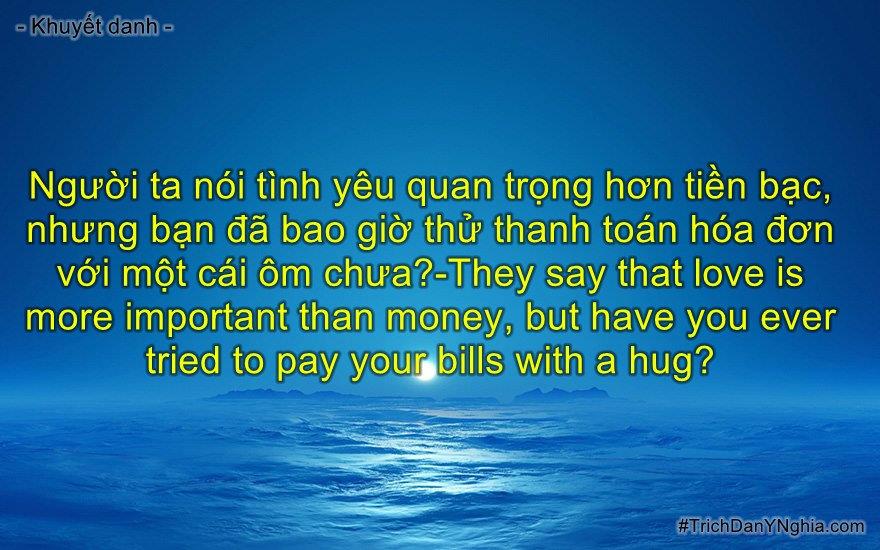 - Khuyết danh -
Người ta nói tình yêu quan trọng hơn tiền bạc,
nhưng bạn đã bao giờ thử thanh toán hóa đơn
với một cái ôm chưa?-They say that love is
more important than money, but have you ever
tried to pay your bills with a hug?
#TrichDanYNghia.com